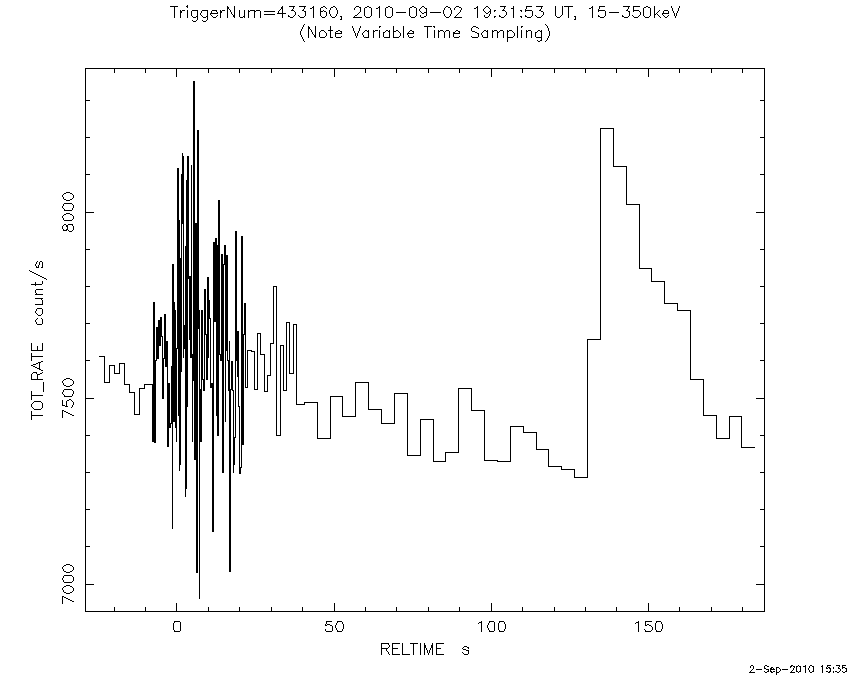 TriggerNum=433160, 2010-09-02 19:31:53 UT, 15-350keV
(Note Variable Time Sampling)
8000
7500
7000
TOT_RATE count/s
0 50 100 150
RELTIME s
2-Sep-2010 15:35